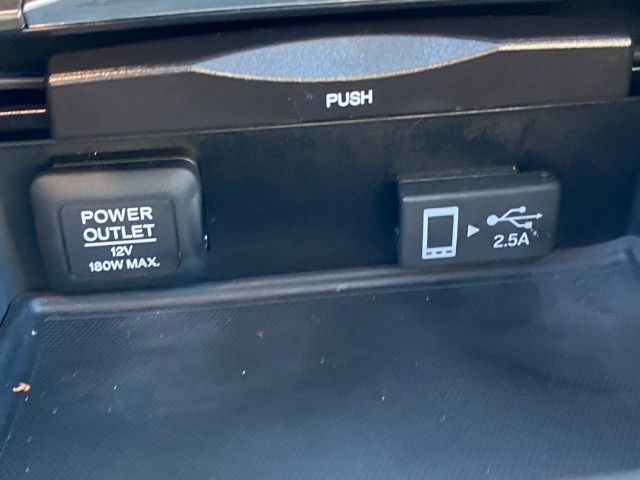 PUSH
POWER
OUTLET
12V
180W MAX.
2.5A